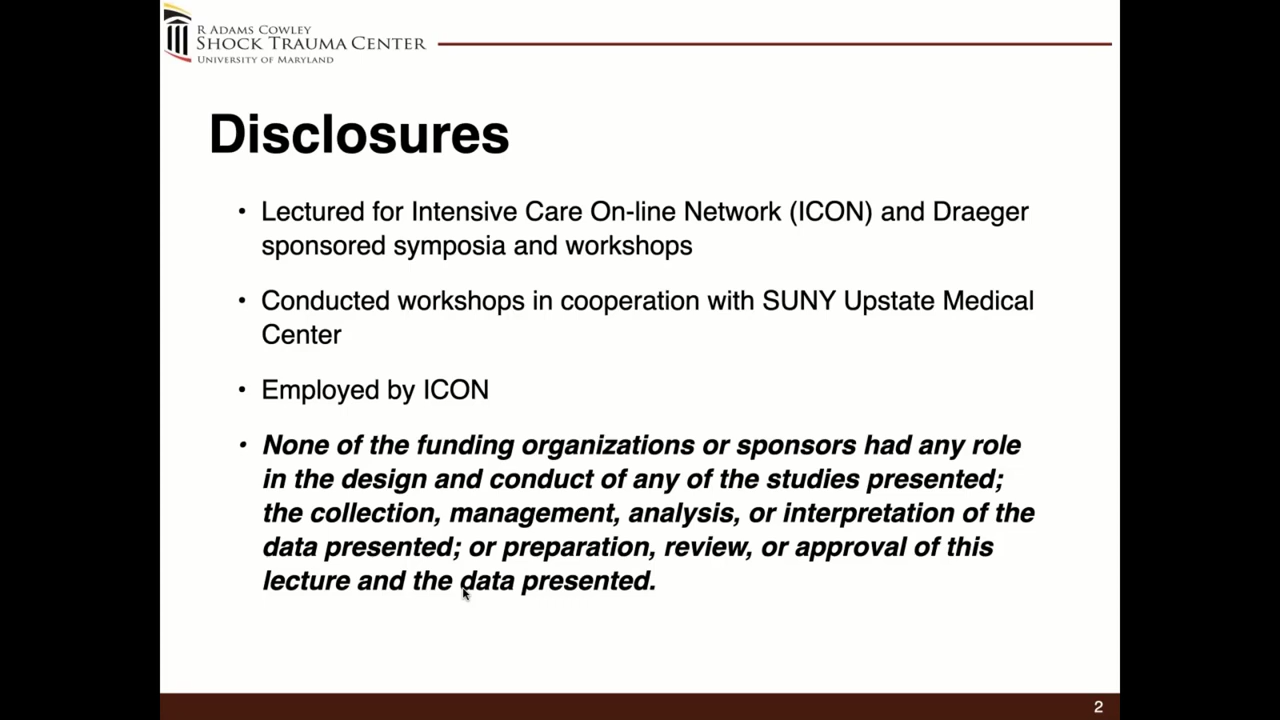 R ADAMS COWLEY
SHOCK TRAUMA CENTER
UNIVERSITY OF MARYLAND
Disclosures
• Lectured for Intensive Care On-line Network (ICON) and Draeger
sponsored symposia and workshops
• Conducted workshops in cooperation with SUNY Upstate Medical
Center
• Employed by ICON
• None of the funding organizations or sponsors had any role
in the design and conduct of any of the studies presented;
the collection, management, analysis, or interpretation of the
data presented; or preparation, review, or approval of this
lecture and the data presented.
2